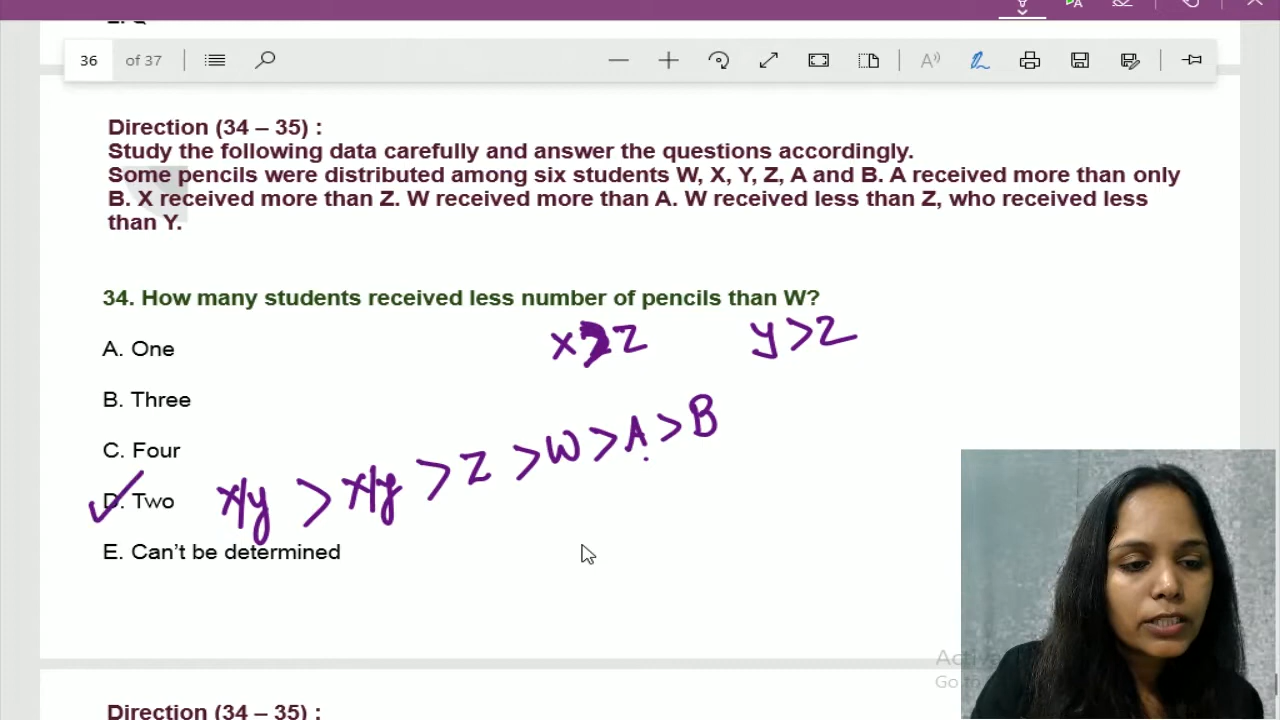 36 of 37
Direction (34 – 35) :
Study the following data carefully and answer the questions accordingly.
Some pencils were distributed among six students W, X, Y, Z, A and B. A received more than only
B. X received more than Z. W received more than A. W received less than Z, who received less
than Y.
34. How many students received less number of pencils than W?
x > z y > z
A. One
B. Three
C. Four
x/y > x/y > Z > W > A > B
D. Two
E. Can't be determined
Go to
Direction (34 – 35) :